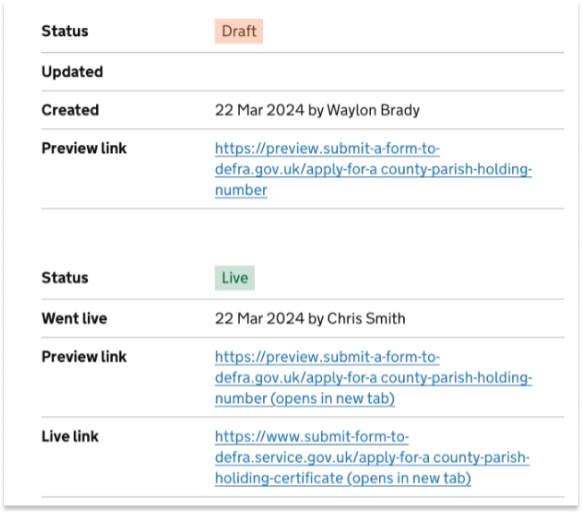 Status Draft
Updated
Created 22 Mar 2024 by Waylon Brady
Preview link https://preview.submit-a-form-to-
defra.gov.uk/apply-for-a county-parish-holding-
number
Status Live
Went live 22 Mar 2024 by Chris Smith
Preview link https://preview.submit-a-form-to-
defra.gov.uk/apply-for-a county-parish-holding-
number (opens in new tab)
Live link https://www.submit-form-to-
defra.service.gov.uk/apply-for-a county-parish-
holiding-certificate (opens in new tab)